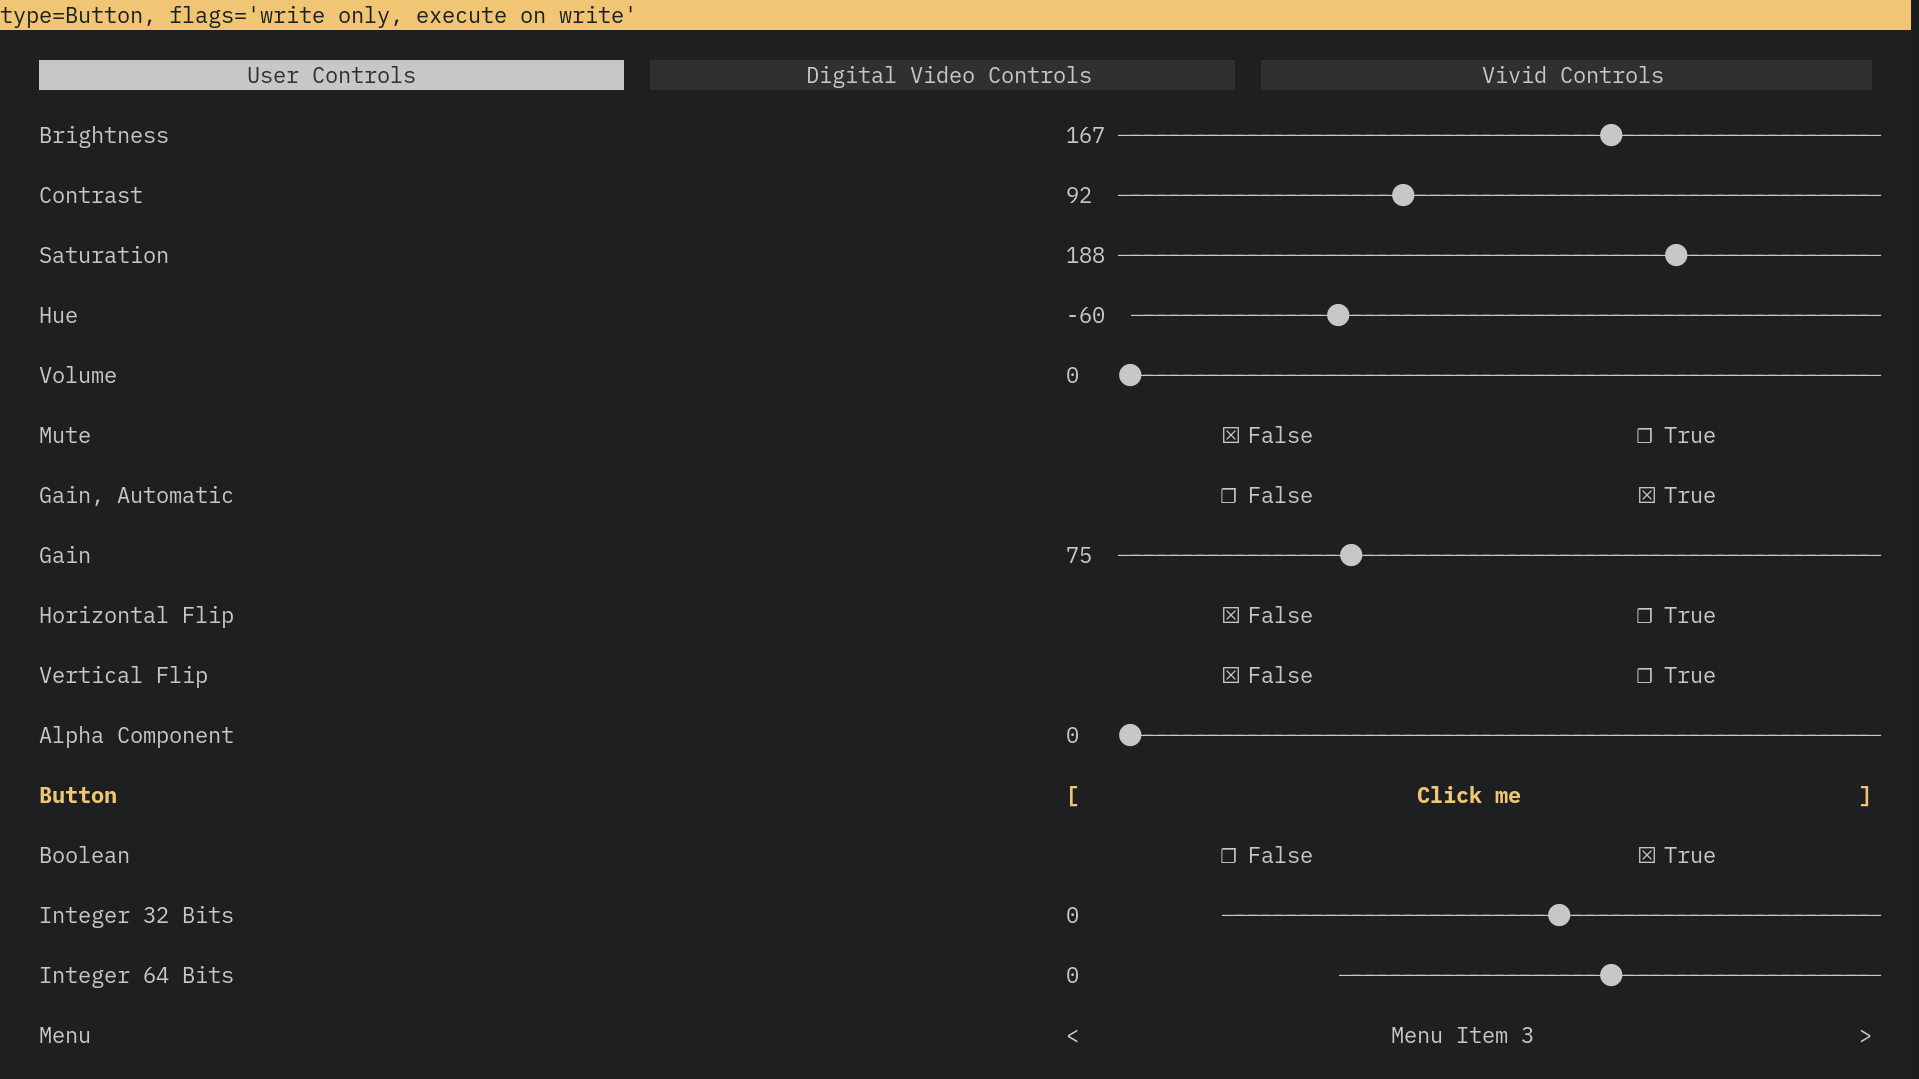 type=Button, flags='write only, execute on write'
User Controls Digital Video Controls Vivid Controls
Brightness 167
Contrast 92
Saturation 188
Hue -60
Volume 0
Mute ☒ False ❒ True
Gain, Automatic ❒ False ☒ True
Gain 75
Horizontal Flip ☒ False ❒ True
Vertical Flip ☒ False ❒ True
Alpha Component 0
Button [ Click me ]
Boolean ❒ False ☒ True
Integer 32 Bits 0
Integer 64 Bits 0
Menu < Menu Item 3 >